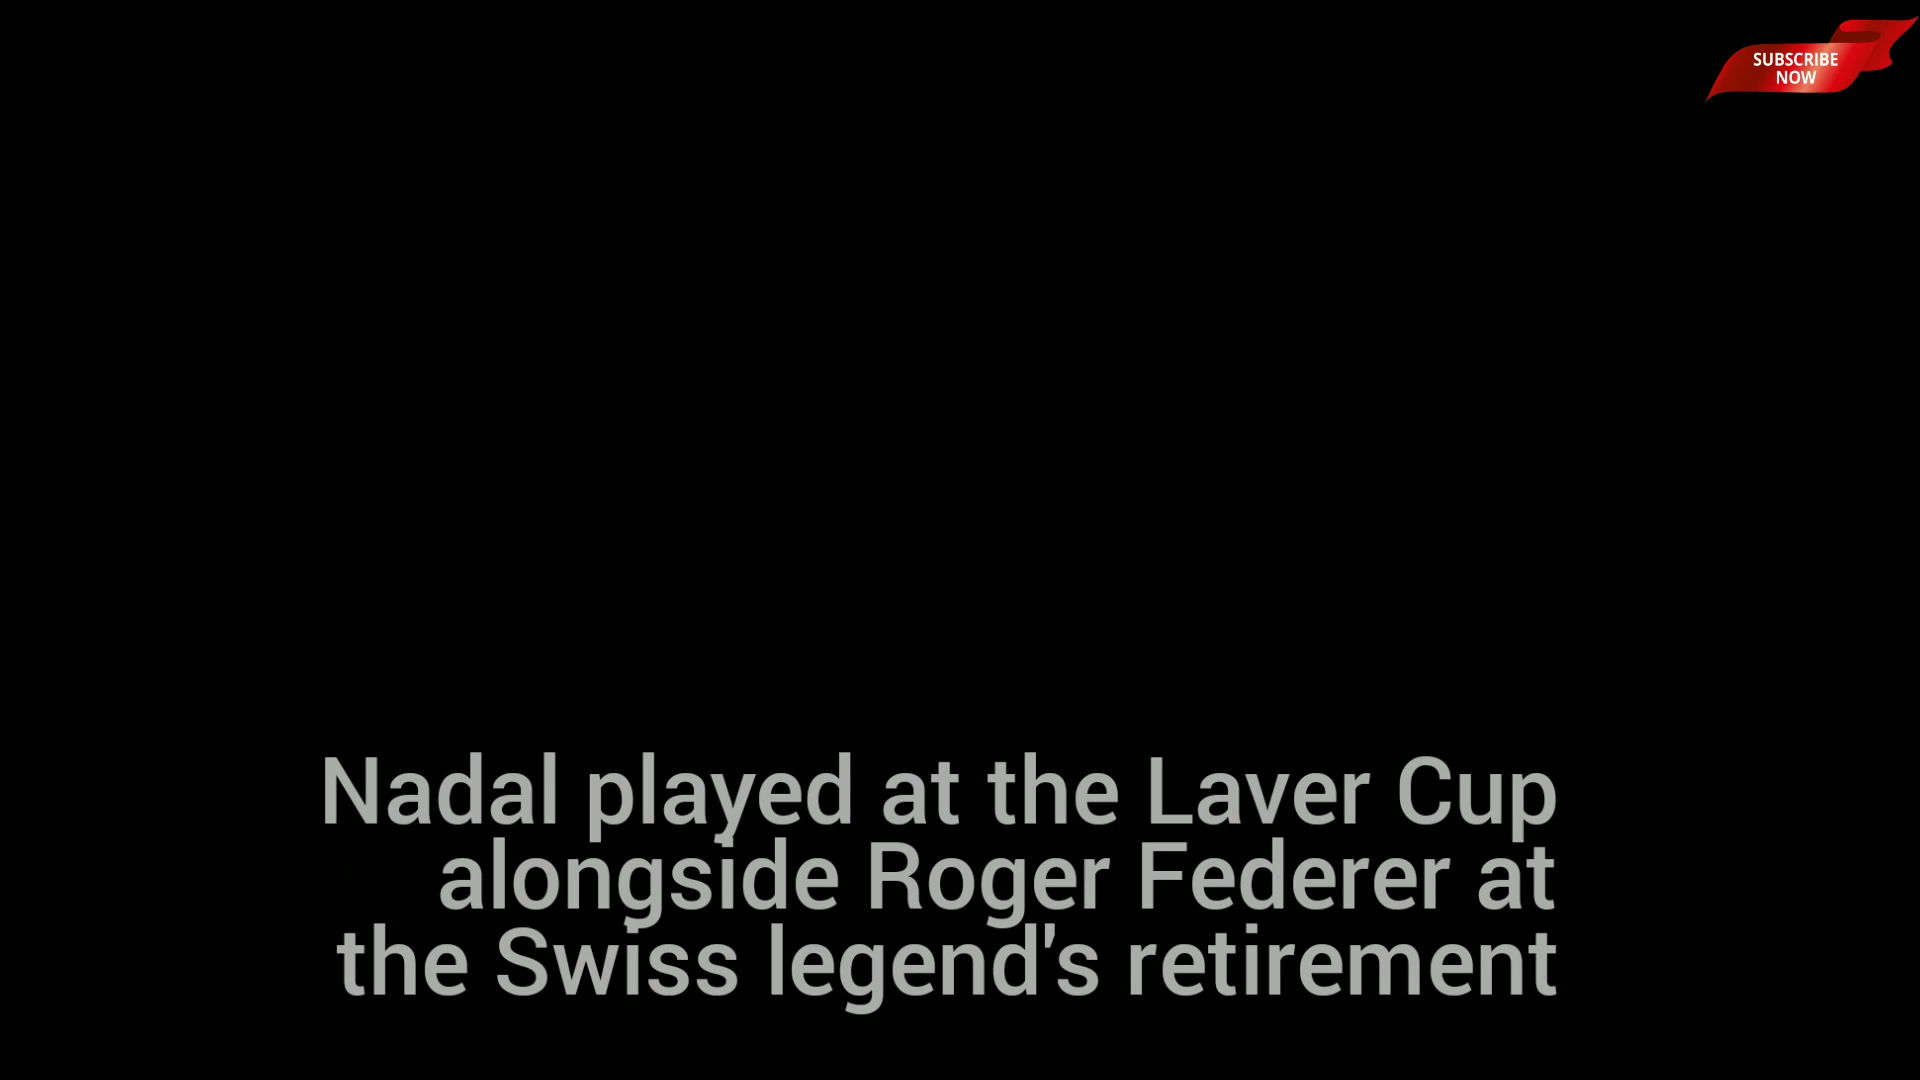 SUBSCRIBE
NOW
Nadal played at the Laver Cup
alongside Roger Federer at
the Swiss legend's retirement